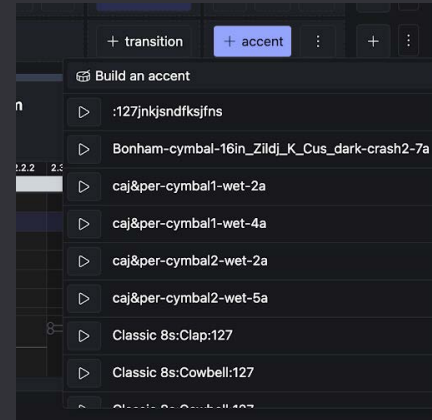 + transition
+ accent
+
Build an accent
:127jnkjsndfksjfns
Bonham-cymbal-16in_Zildj_K_Cus_dark-crash2-7a
caj&per-cymbal1-wet-2a
2.2.2 2.3
caj&per-cymbal1-wet-4a
caj&per-cymbal2-wet-2a
caj&per-cymbal2-wet-5a
Classic 8s:Clap:127
Classic 8s:Cowbell:127